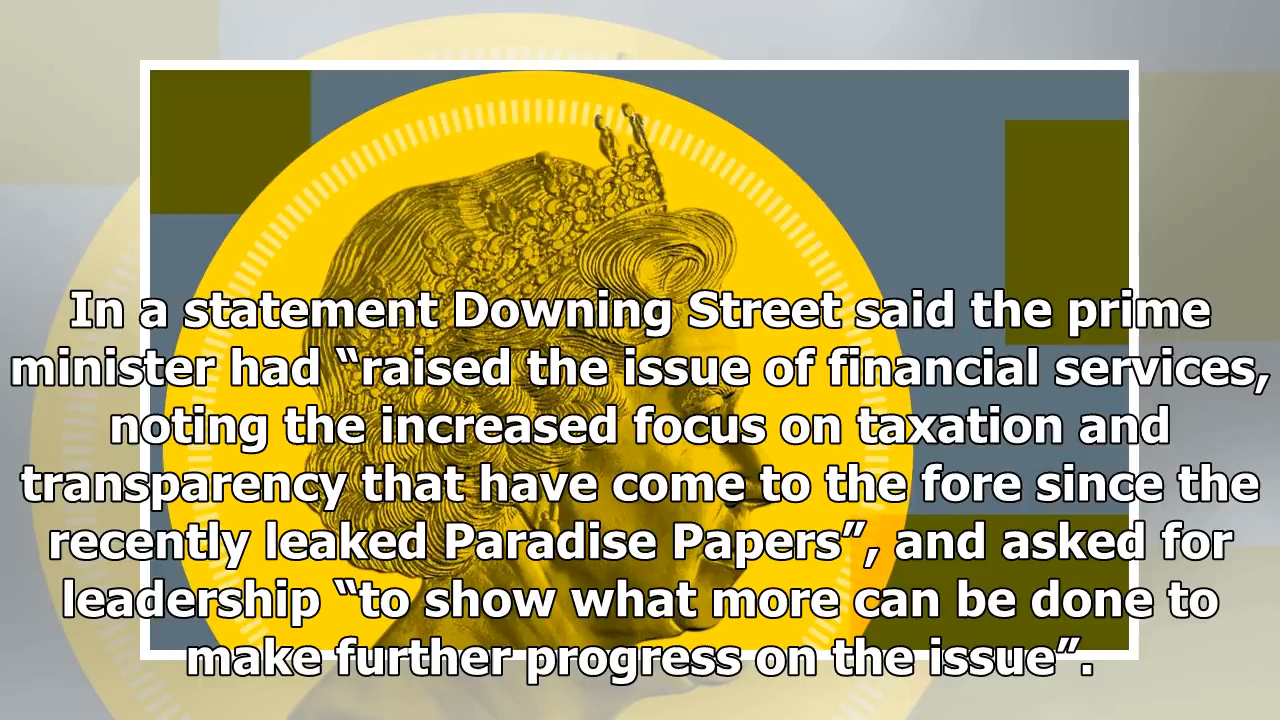 In a statement Downing Street said the prime
minister had “raised the issue of financial services,
noting the increased focus on taxation and
transparency that have come to the fore since the
recently leaked Paradise Papers”, and asked for
leadership “to show what more can be done to
make further progress on the issue”.